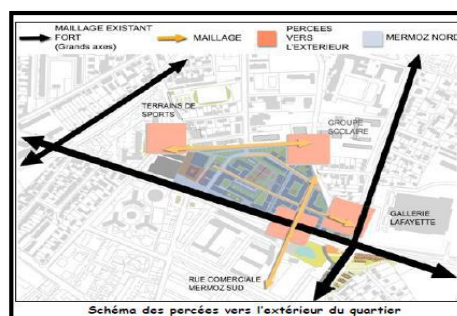 MAILLAGE EXISTANT
FORT
(Grands axes)
MAILLAGE
PERCEES
VERS
L'EXTERIEUR
MERMOZ NORD
TERRAINS DE
SPORTS
GROUPE
SCOLAIRE
GALLERIE
LAFAYETTE
RUE COMERCIALE
MERMOZ SUD
Schéma des percées vers l'extérieur du quartier